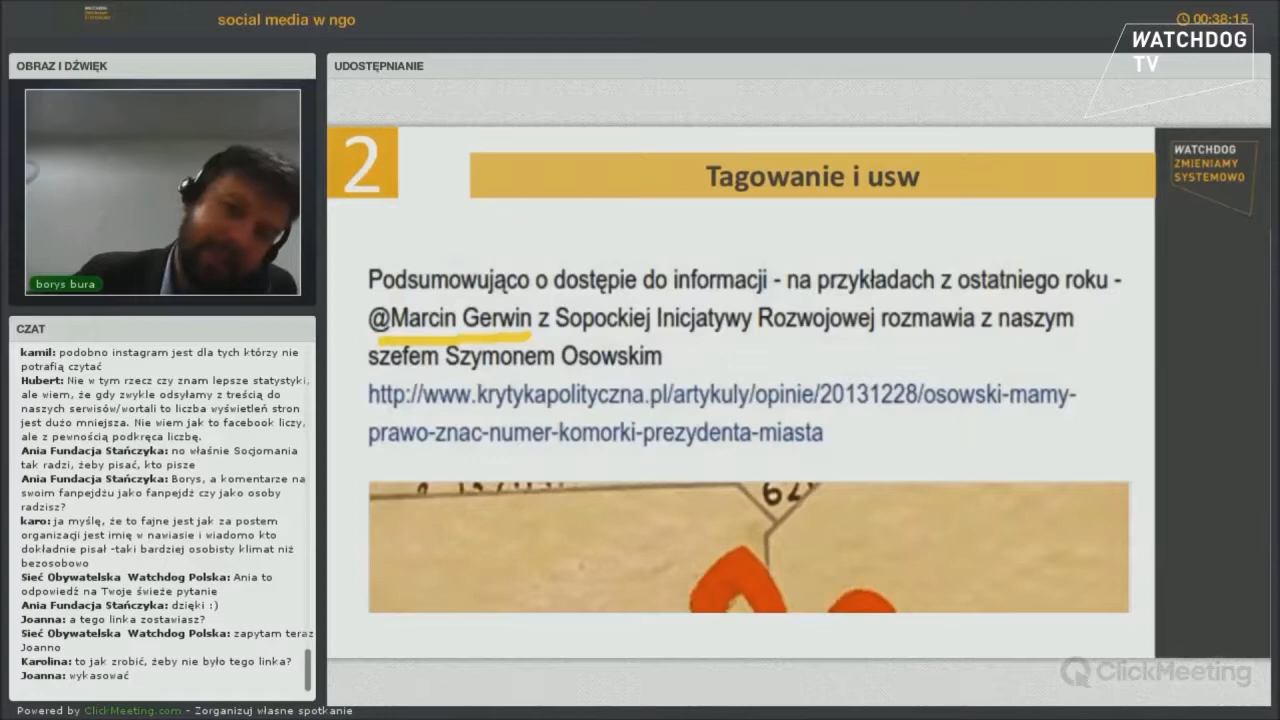 social media w ngo
00:38:15
WATCHDOG
TV
OBRAZ I DŹWIĘK
borys bura
CZAT
kamil: podobno instagram jest dla tych którzy nie
potrafią czytać
Hubert: Nie w tym rzecz czy znam lepsze statystyki,
ale wiem, że gdy zwykle odsyłamy z treścią do
naszych serwisów/wortali to liczba wyświetleń stron
jest dużo mniejsza. Nie wiem jak to facebook liczy,
ale z pewnością podkręca liczbę.
Ania Fundacja Stańczyka: no właśnie Socjomania
tak radzi, żeby pisać, kto pisze
Ania Fundacja Stańczyka: Borys, a komentarze na
swoim fanpejdżu jako fanpejdż czy jako osoby
radzisz?
karo: ja myślę, że to fajne jest jak za postem
organizacji jest imię w nawiasie i wiadomo kto
dokładnie pisał -taki bardziej osobisty klimat niż
bezosobowo
Sieć Obywatelska Watchdog Polska: Ania to
odpowiedź na Twoje świeże pytanie
Ania Fundacja Stańczyka: dzięki :)
Joanna: a tego linka zostawiasz?
Sieć Obywatelska Watchdog Polska: zapytam teraz
Joanno
Karolina: to jak zrobić, żeby nie było tego linka?
Joanna: wykasować
UDOSTĘPNIANIE
2
Tagowanie i usw
Podsumowująco o dostępie do informacji - na przykładach z ostatniego roku -
@Marcin Gerwin z Sopockiej Inicjatywy Rozwojowej rozmawia z naszym
szefem Szymonem Osowskim
http://www.krytykapolityczna.pl/artykuly/opinie/20131228/osowski-mamy-
prawo-znac-numer-komorki-prezydenta-miasta
WATCHDOG
ZMIENIAMY
SYSTEMOWO
ClickMeeting
Powered by ClickMeeting.com - Zorganizuj własne spotkanie